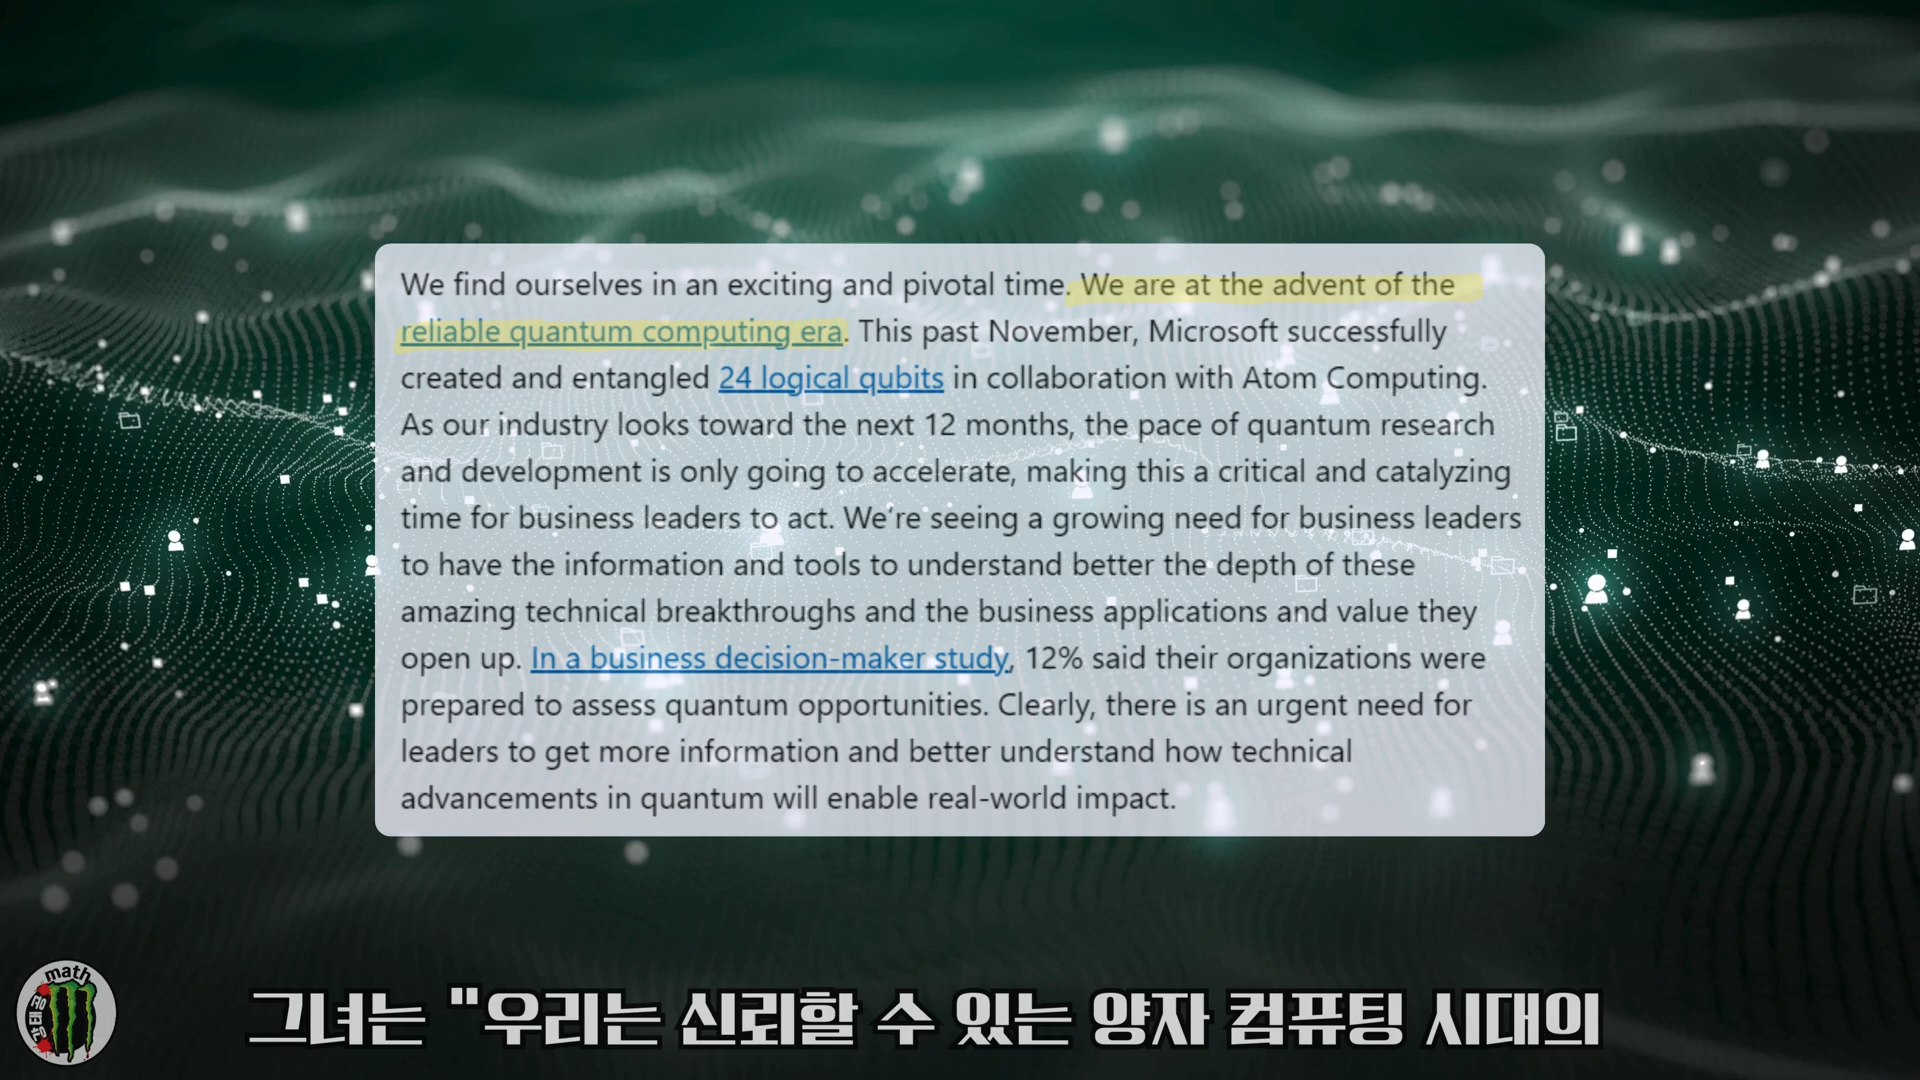 We find ourselves in an exciting and pivotal time. We are at the advent of the
reliable quantum computing era. This past November, Microsoft successfully
created and entangled 24 logical qubits in collaboration with Atom Computing.
As our industry looks toward the next 12 months, the pace of quantum research
and development is only going to accelerate, making this a critical and catalyzing
time for business leaders to act. We're seeing a growing need for business leaders
to have the information and tools to understand better the depth of these
amazing technical breakthroughs and the business applications and value they
open up. In a business decision-maker study, 12% said their organizations were
prepared to assess quantum opportunities. Clearly, there is an urgent need for
leaders to get more information and better understand how technical
advancements in quantum will enable real-world impact.
math
그녀는 "우리는 신뢰할 수 있는 양자 컴퓨팅 시대의